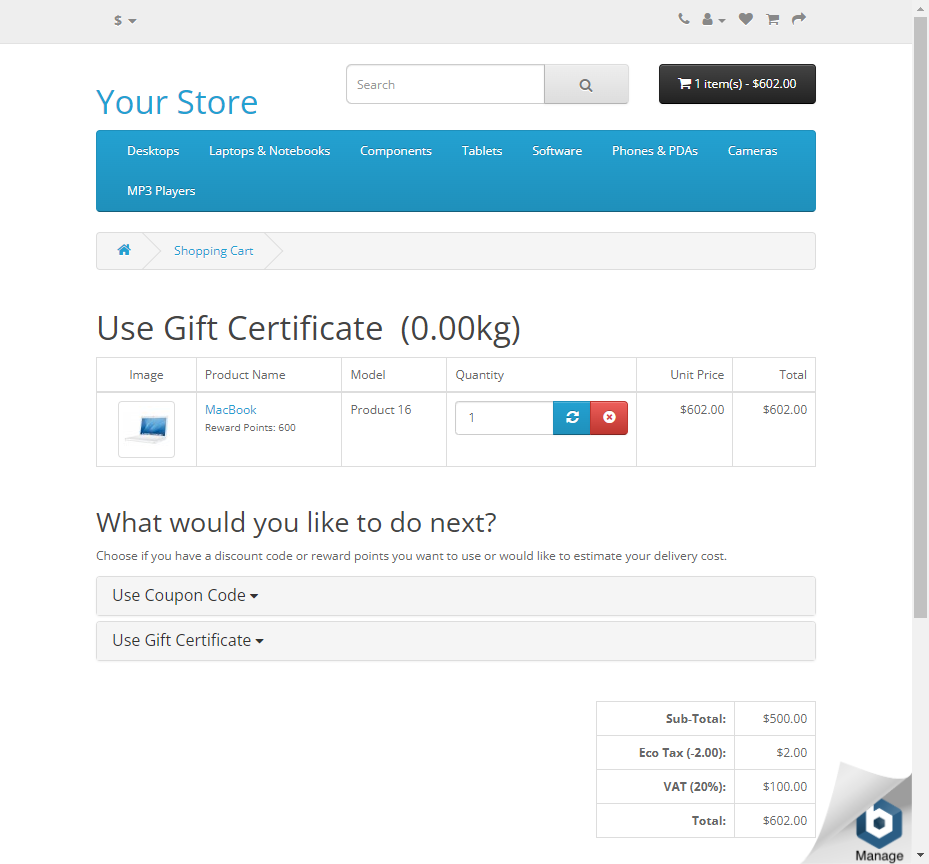 $
Search
1 item(s) - $602.00
Your Store
Desktops Laptops & Notebooks Components Tablets Software Phones & PDAs Cameras
MP3 Players
Shopping Cart
Use Gift Certificate (0.00kg)
Image Product Name Model Quantity Unit Price Total
MacBook Product 16 1 $602.00 $602.00
Reward Points: 600
What would you like to do next?
Choose if you have a discount code or reward points you want to use or would like to estimate your delivery cost.
Use Coupon Code
Use Gift Certificate
Sub-Total: $500.00
Eco Tax (-2.00): $2.00
VAT (20%): $100.00
Total: $602.00
b
Manage